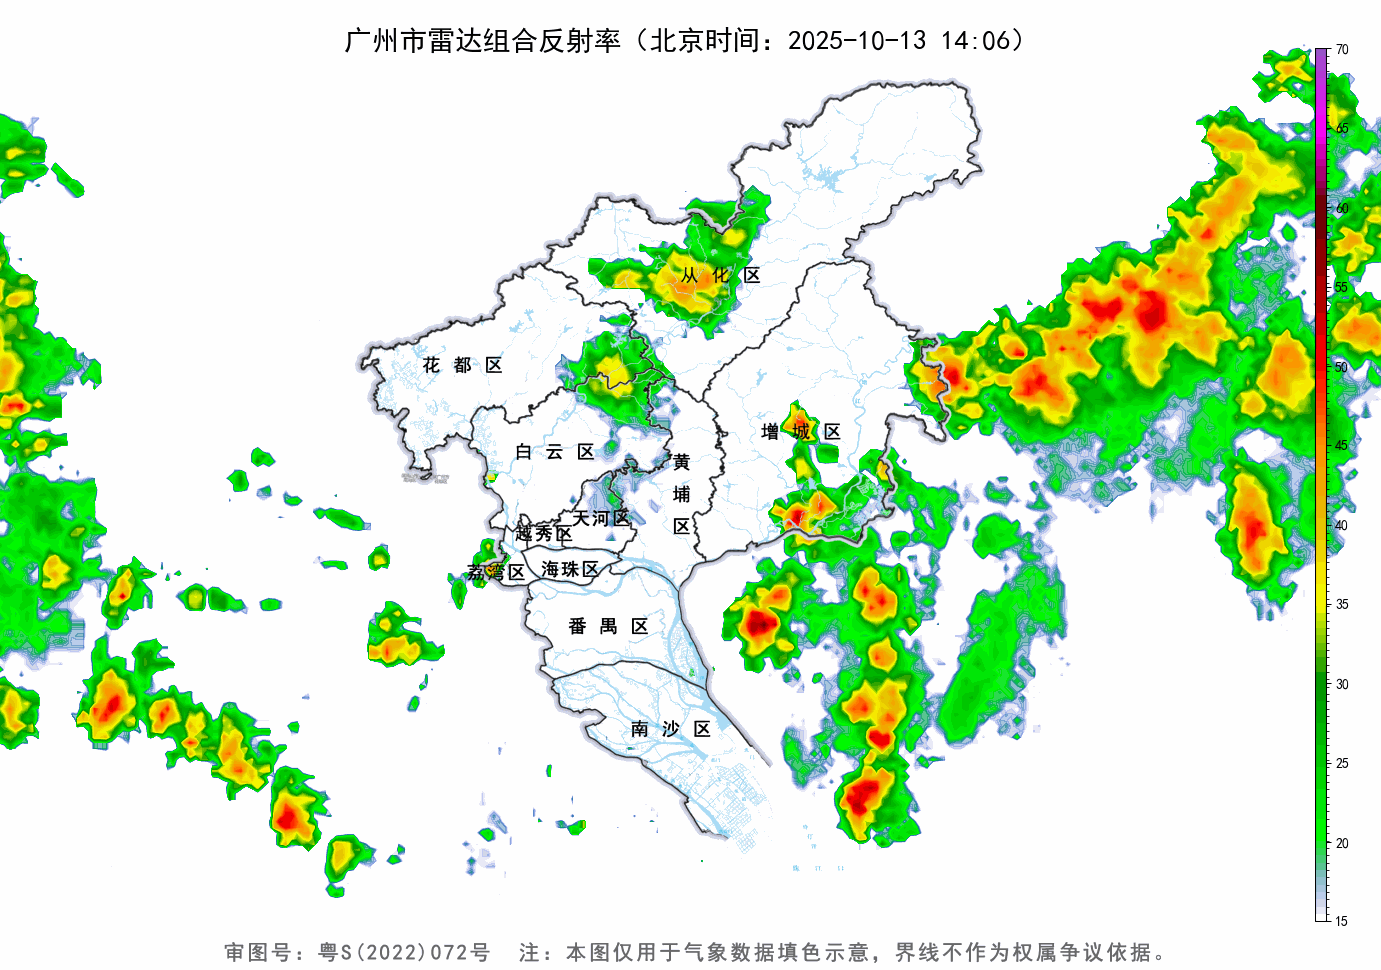 广州市雷达组合反射率（北京时间：2025-10-13 14:06）
70
65
60
55
50
45
40
35
30
25
20
15
从化区
花都区
增城区
白云区
黄埔区
天河区
越秀区
海珠区
荔湾区
番禺区
南沙区
审图号：粤S(2022)072号 注：本图仅用于气象数据填色示意，界线不作为权属争议依据。